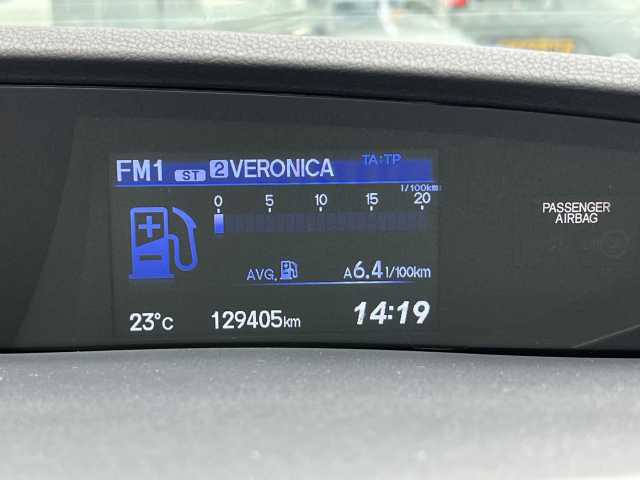 FM1 ST 2 VERONICA TA:TP
l/100km
0 5 10 15 20
PASSENGER
AIRBAG
AVG. A6.4 l/100km
23°C 129405km 14:19